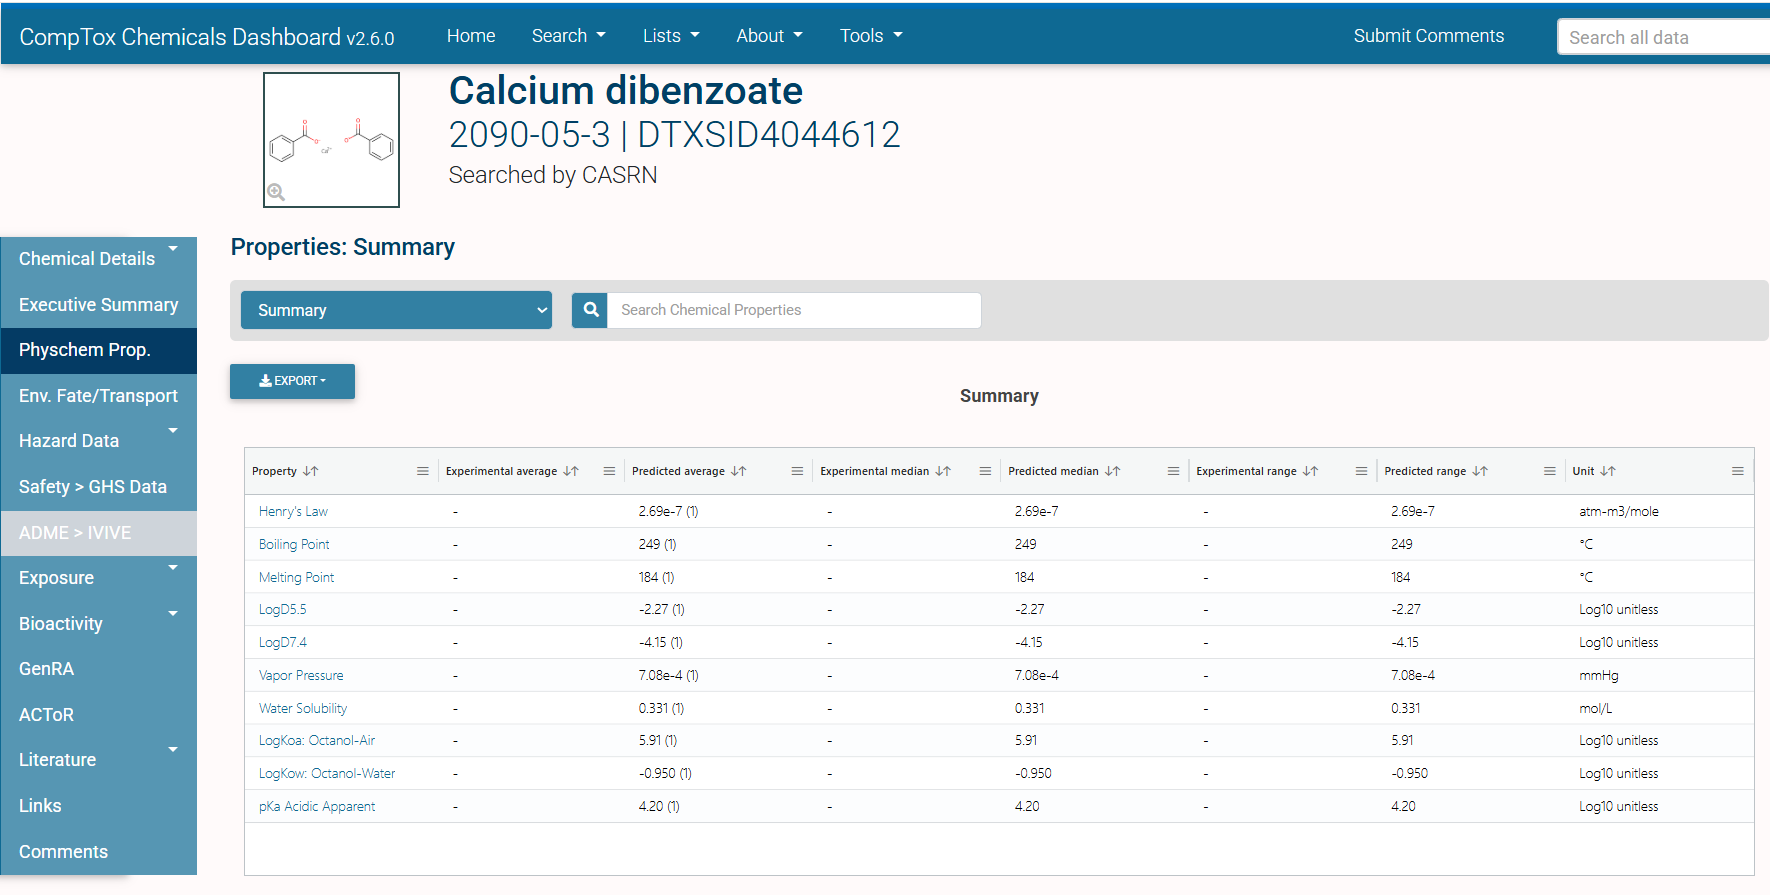 CompTox Chemicals Dashboard v2.6.0 Home Search Lists About Tools Submit Comments Search all data
Calcium dibenzoate
2090-05-3 | DTXSID4044612
Searched by CASRN
Chemical Details
Executive Summary
Physchem Prop.
Env. Fate/Transport
Hazard Data
Safety > GHS Data
ADME > IVIVE
Exposure
Bioactivity
GenRA
ACToR
Literature
Links
Comments
Properties: Summary
Summary Search Chemical Properties
EXPORT
Summary
Property Experimental average Predicted average Experimental median Predicted median Experimental range Predicted range Unit
Henry's Law - 2.69e-7 (1) - 2.69e-7 - 2.69e-7 atm-m3/mole
Boiling Point - 249 (1) - 249 - 249 °C
Melting Point - 184 (1) - 184 - 184 °C
LogD5.5 - -2.27 (1) - -2.27 - -2.27 Log10 unitless
LogD7.4 - -4.15 (1) - -4.15 - -4.15 Log10 unitless
Vapor Pressure - 7.08e-4 (1) - 7.08e-4 - 7.08e-4 mmHg
Water Solubility - 0.331 (1) - 0.331 - 0.331 mol/L
LogKoa: Octanol-Air - 5.91 (1) - 5.91 - 5.91 Log10 unitless
LogKow: Octanol-Water - -0.950 (1) - -0.950 - -0.950 Log10 unitless
pKa Acidic Apparent - 4.20 (1) - 4.20 - 4.20 Log10 unitless